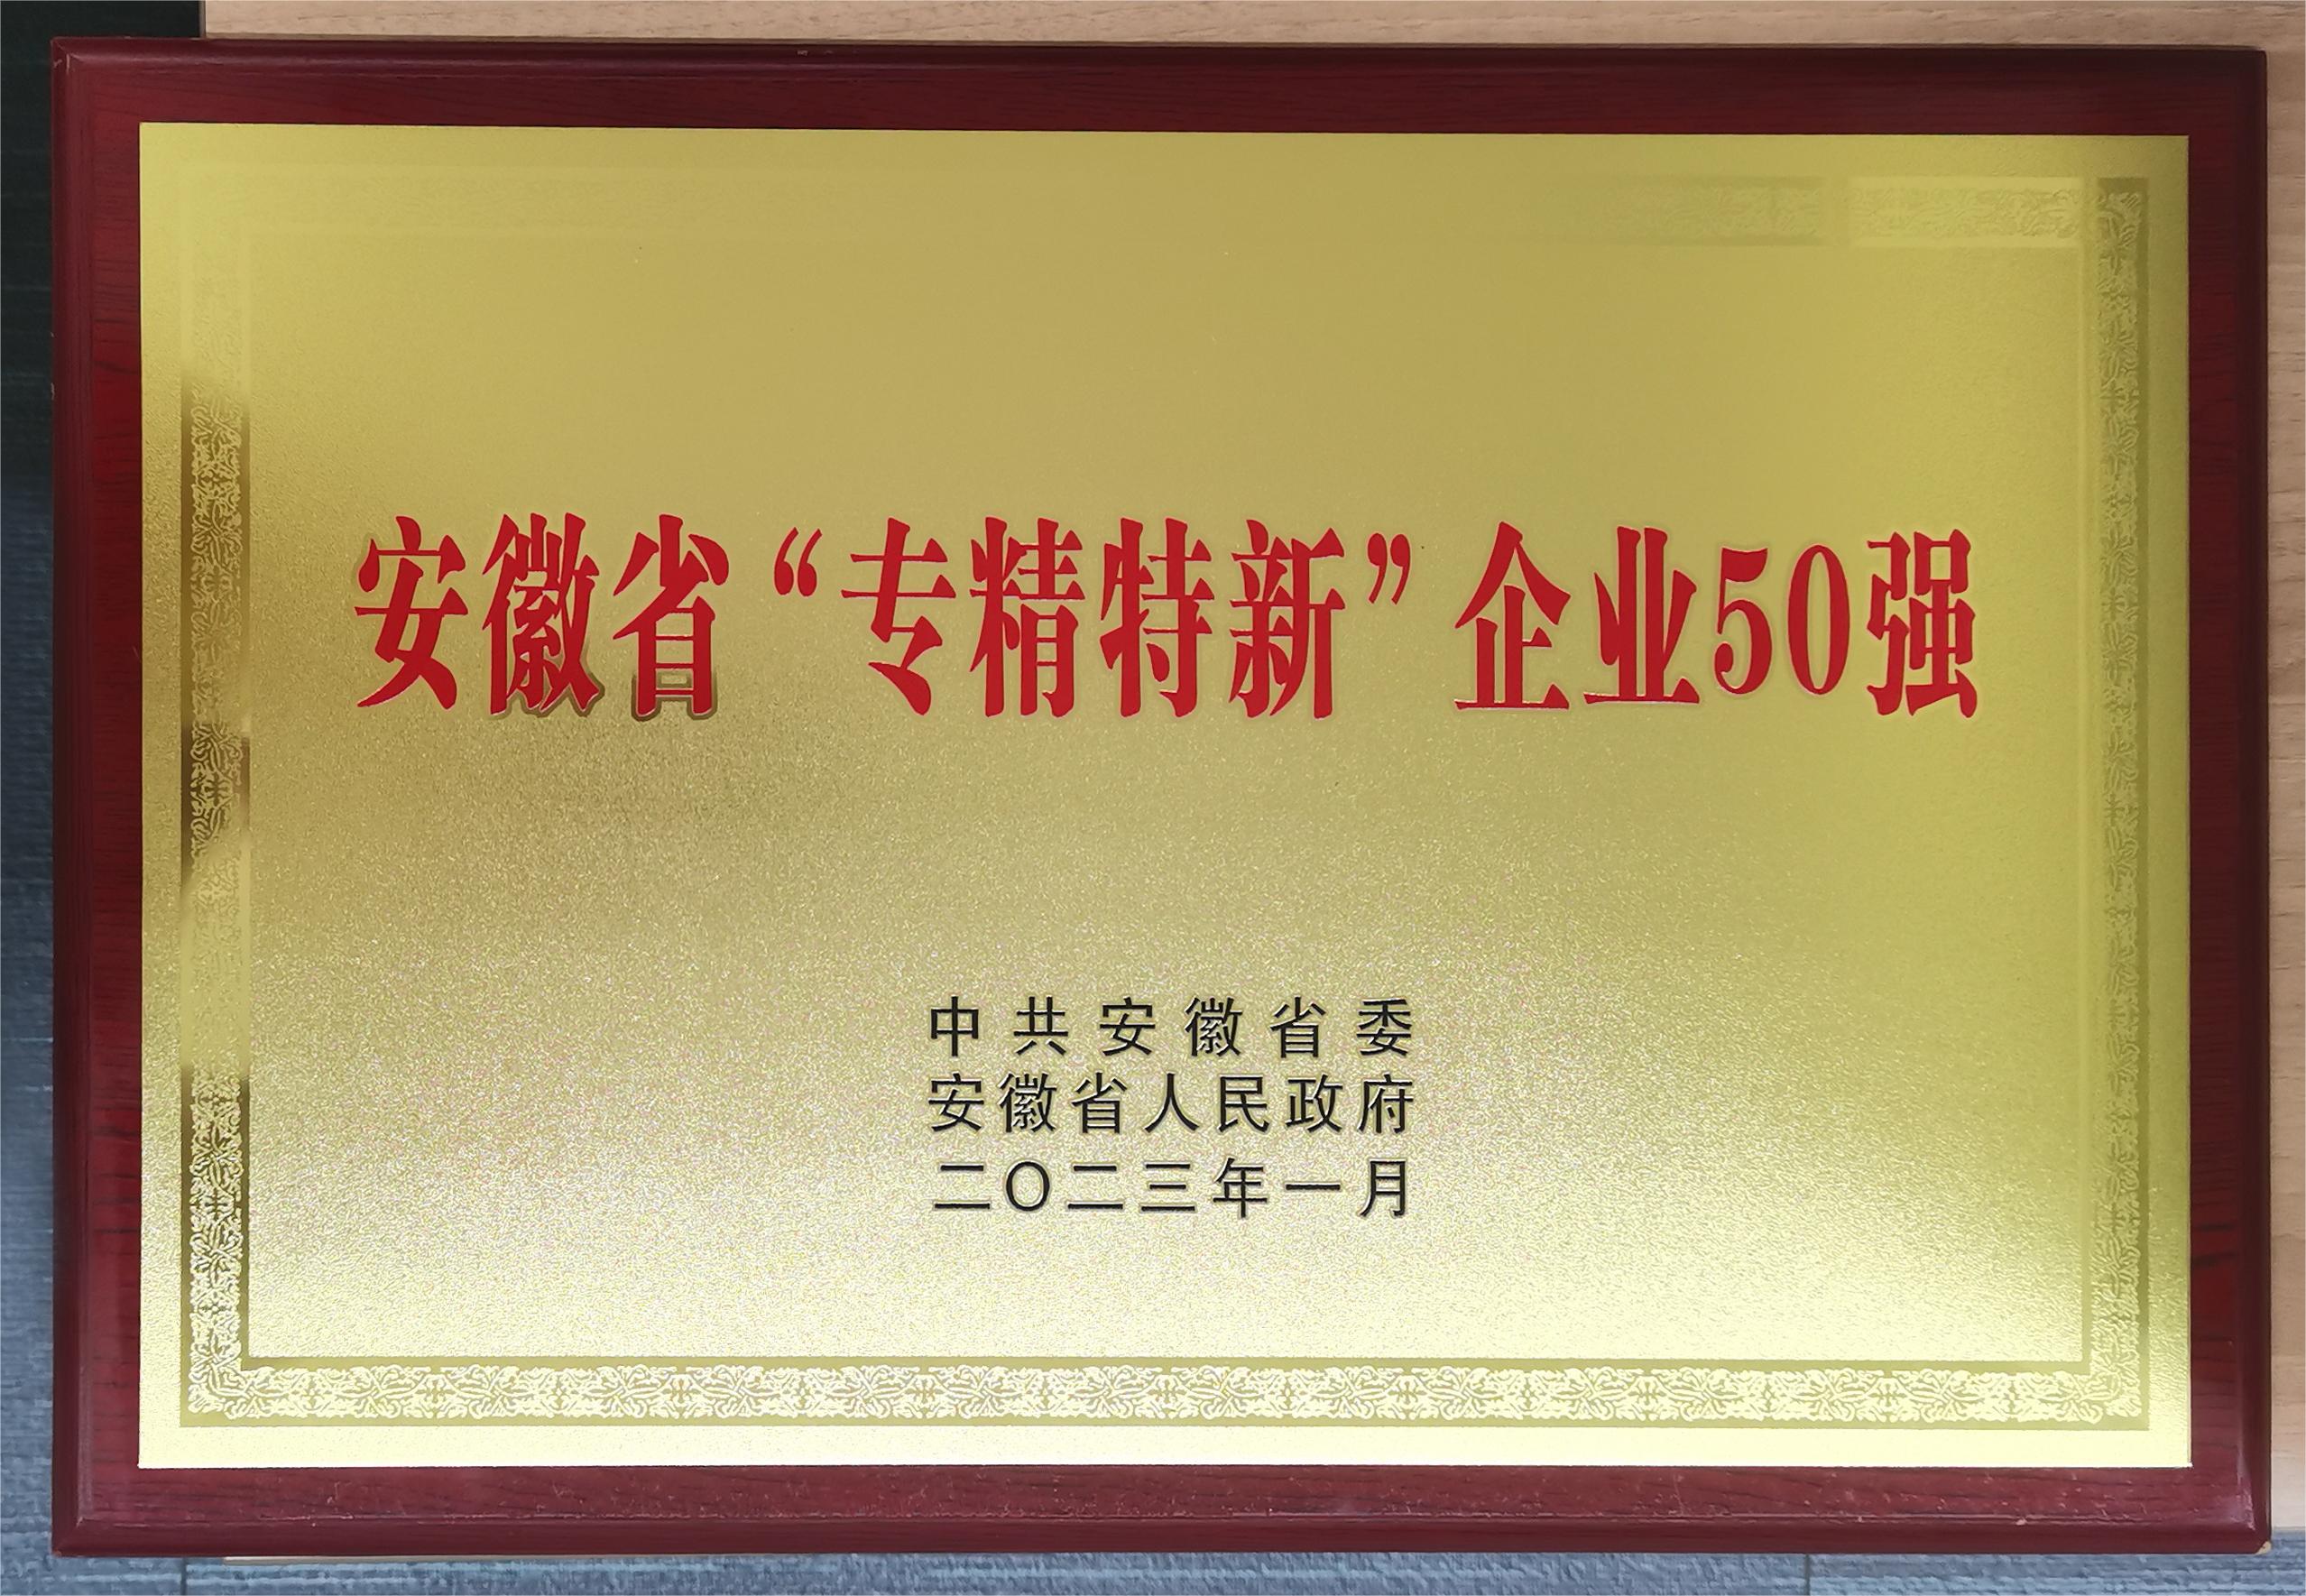 安徽省“专精特新”企业50强
中共安徽省委
安徽省人民政府
二〇二三年一月